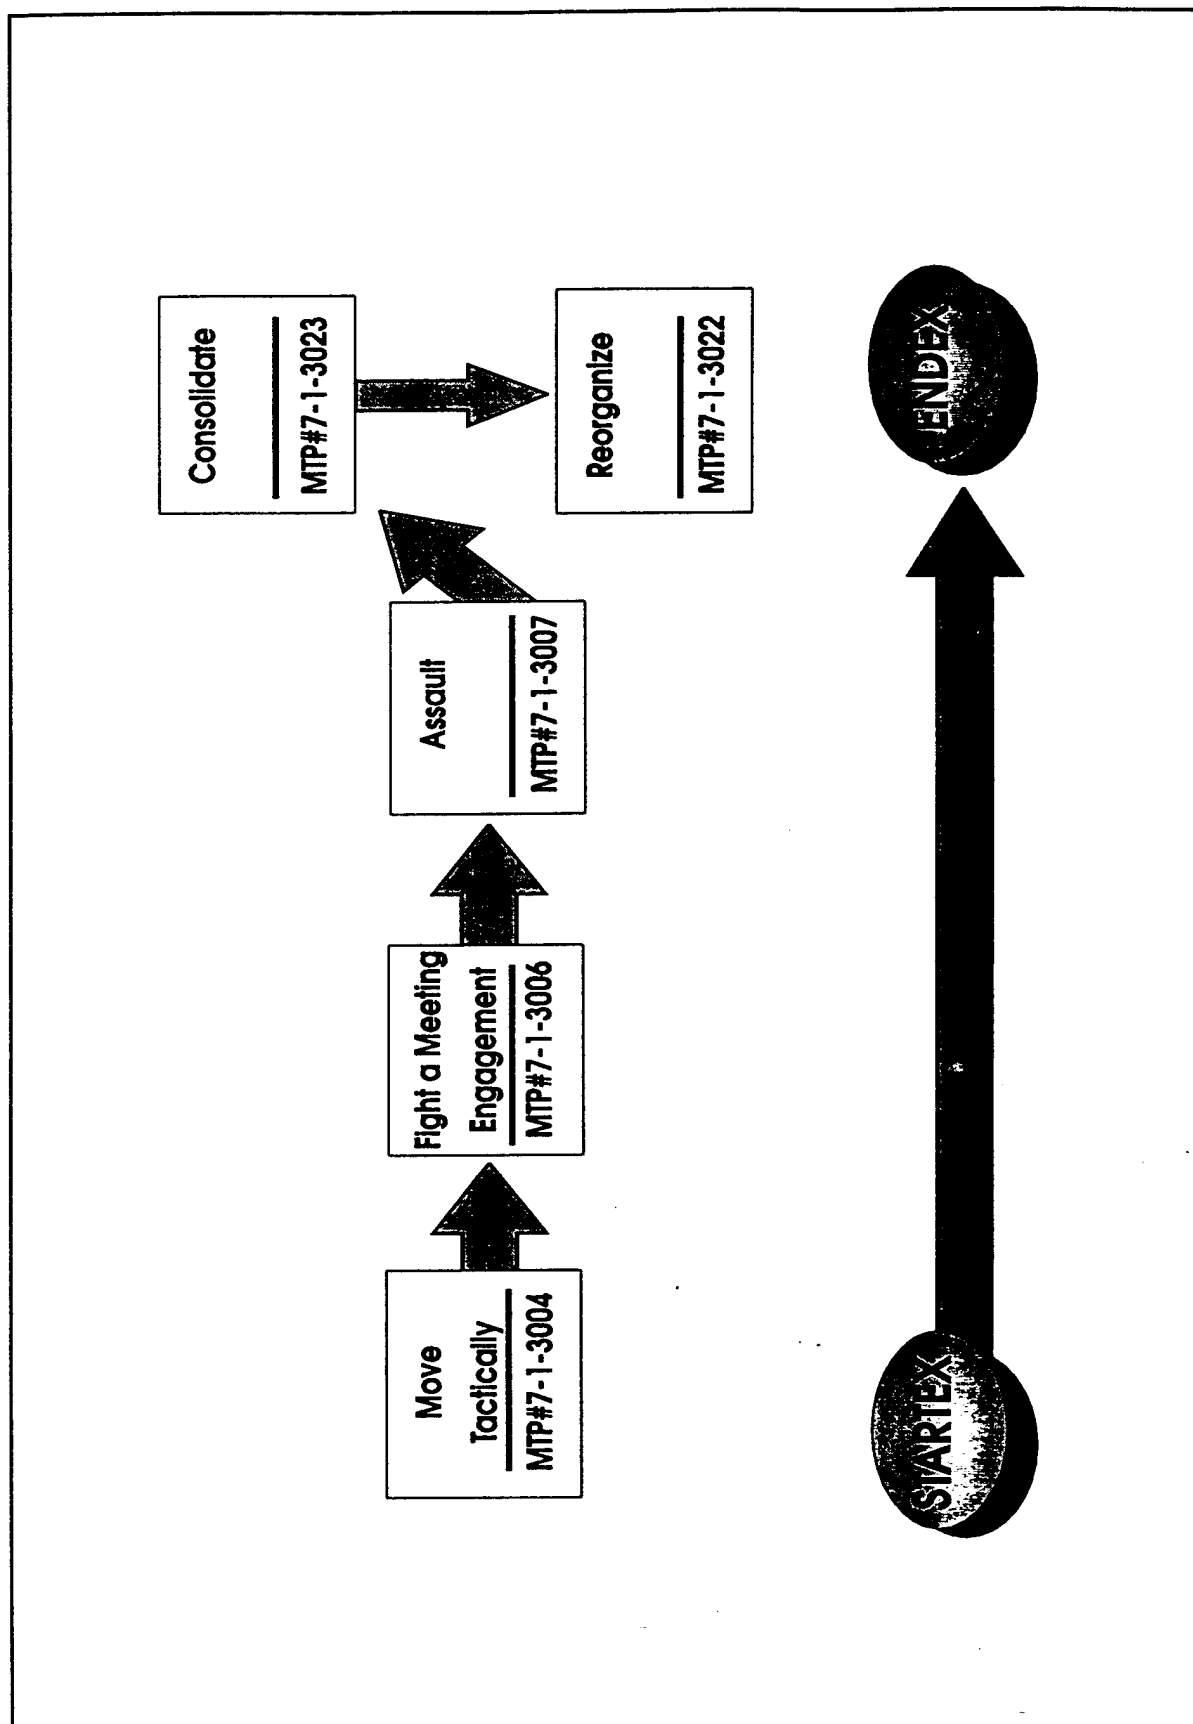 Move
Tactically
MTP#7-1-3004
Fight a Meeting
Engagement
MTP#7-1-3006
Assault
MTP#7-1-3007
Consolidate
MTP#7-1-3023
Reorganize
MTP#7-1-3022
STARTEX
ENDEX